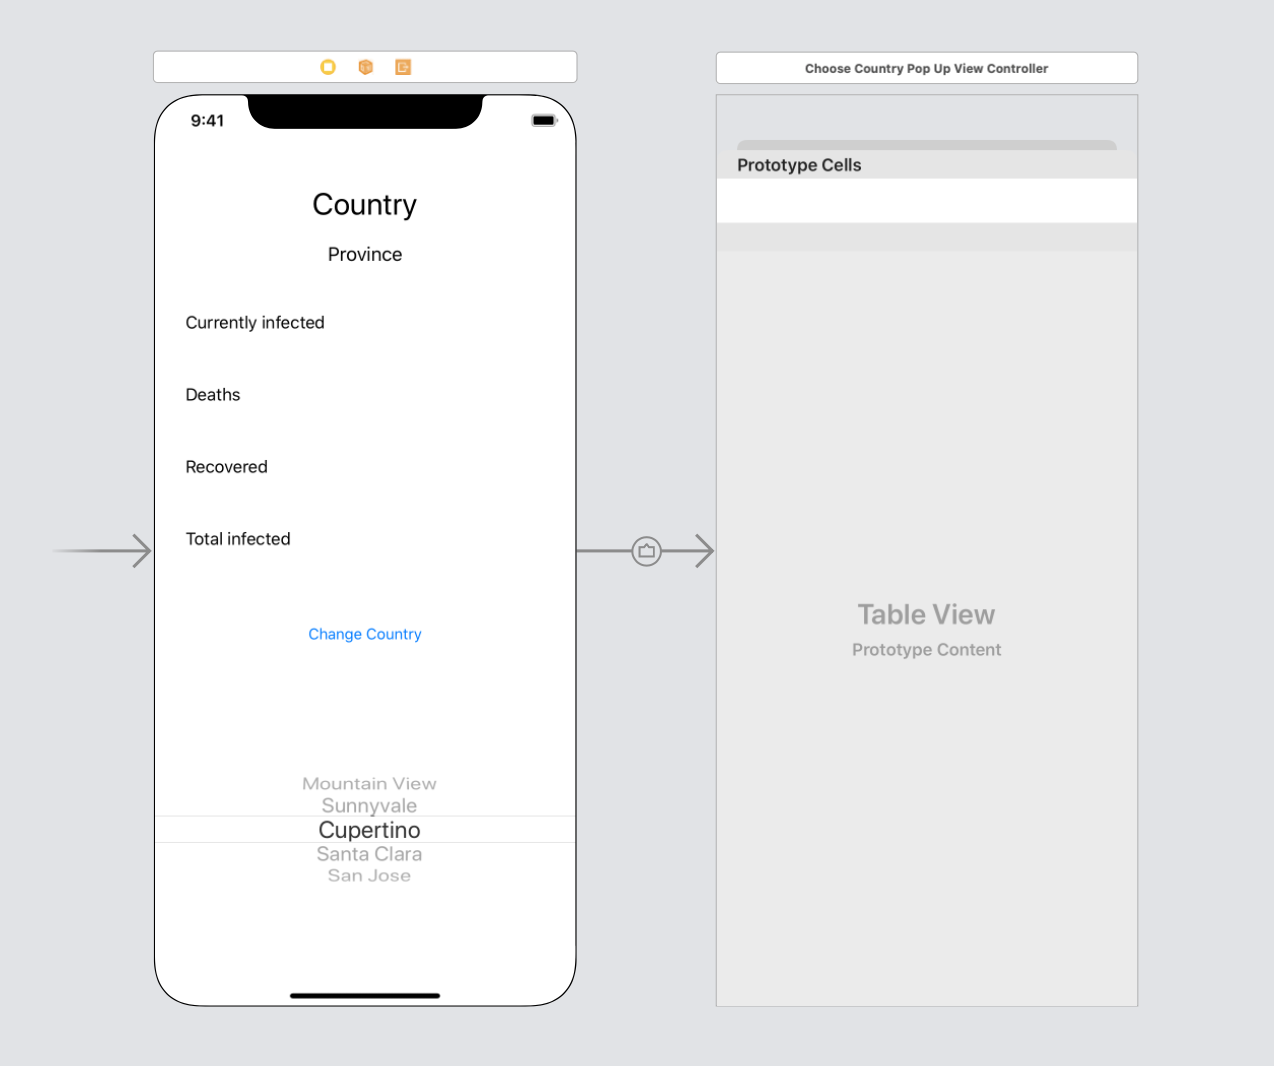 9:41
Country
Province
Currently infected
Deaths
Recovered
Total infected
Change Country
Mountain View
Sunnyvale
Cupertino
Santa Clara
San Jose
Choose Country Pop Up View Controller
Prototype Cells
Table View
Prototype Content